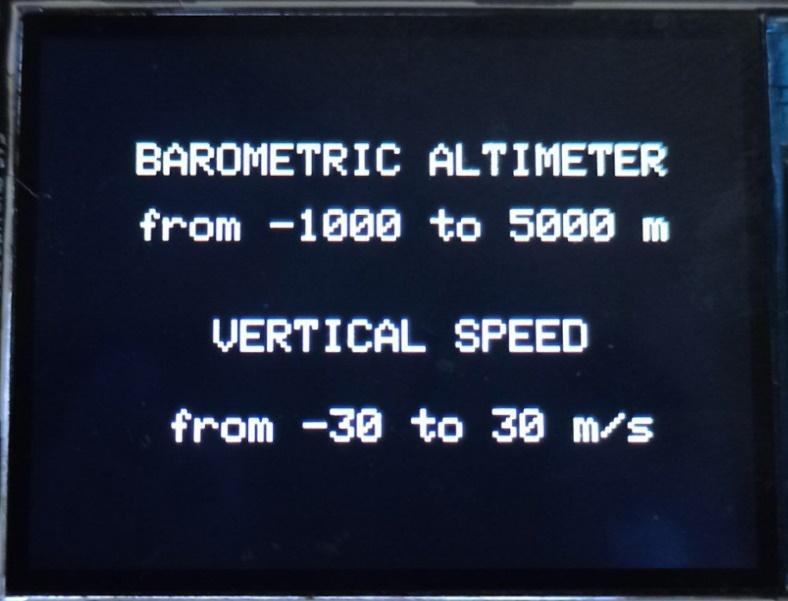 BAROMETRIC ALTIMETER
from -1000 to 5000 m
VERTICAL SPEED
from -30 to 30 m/s